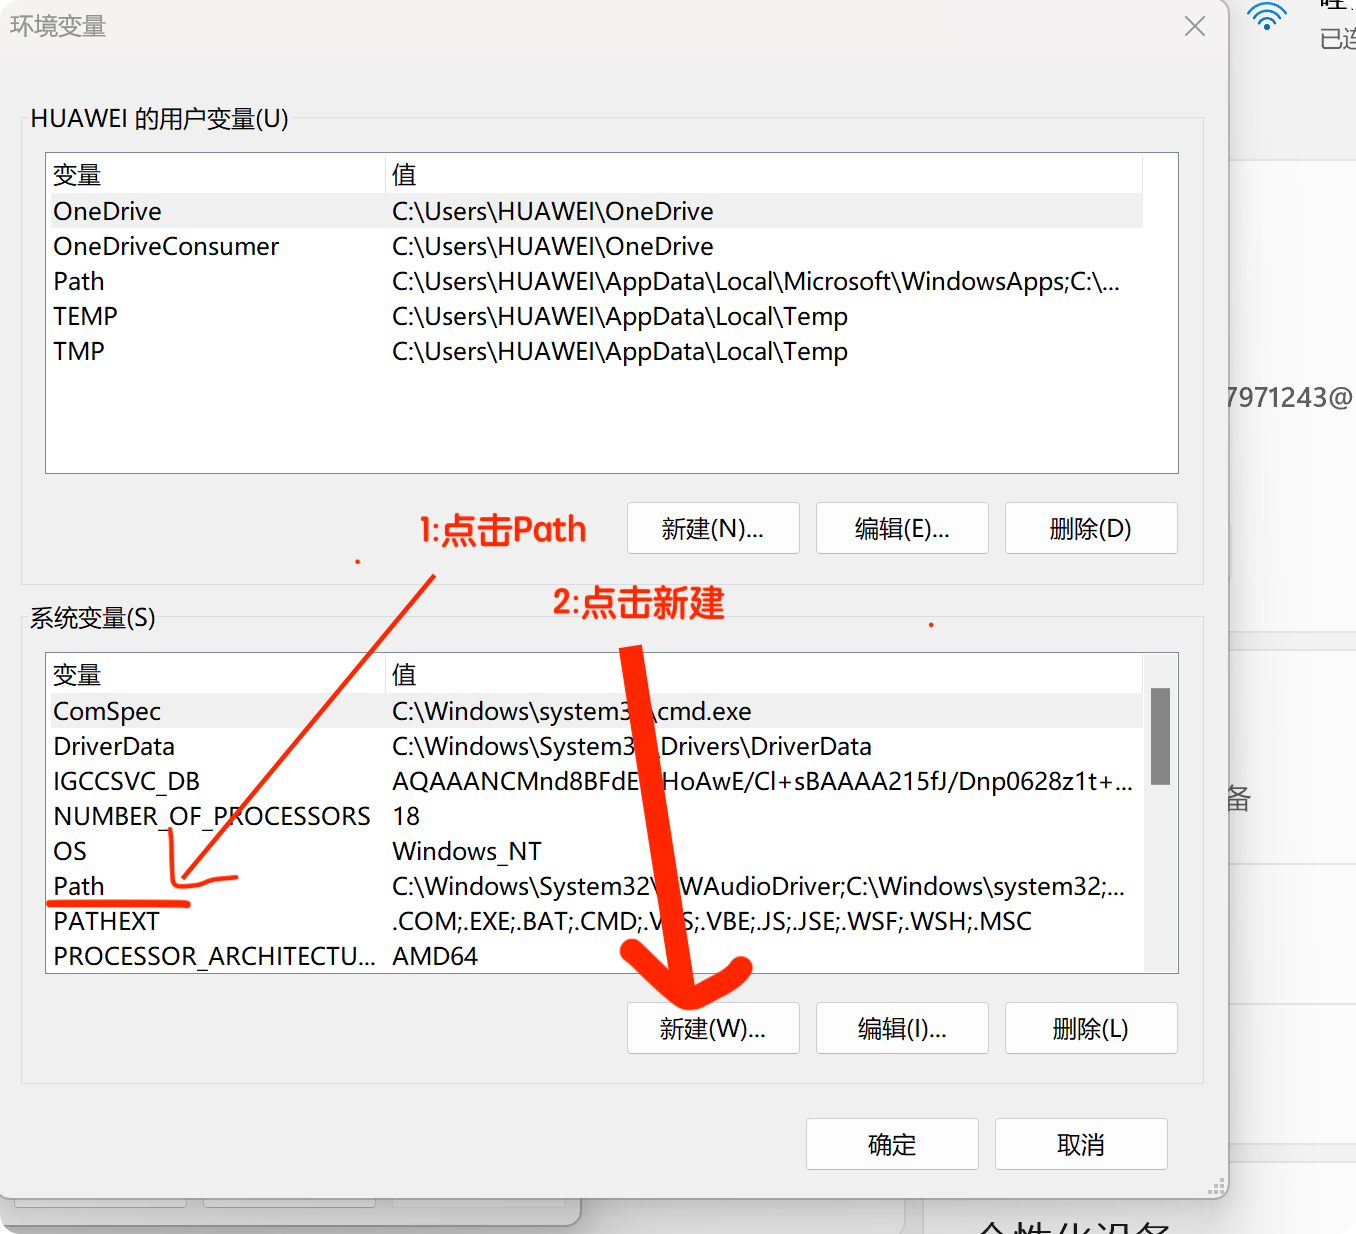 环境变量
已连
HUAWEI 的用户变量(U)
变量 值
OneDrive C:\Users\HUAWEI\OneDrive
OneDriveConsumer C:\Users\HUAWEI\OneDrive
Path C:\Users\HUAWEI\AppData\Local\Microsoft\WindowsApps;C:\...
TEMP C:\Users\HUAWEI\AppData\Local\Temp
TMP C:\Users\HUAWEI\AppData\Local\Temp
7971243@
1:点击Path
新建(N)... 编辑(E)... 删除(D)
2:点击新建
系统变量(S)
变量 值
ComSpec C:\Windows\system3 \cmd.exe
DriverData C:\Windows\System3 \Drivers\DriverData
IGCCSVC_DB AQAAANCMnd8BFdE HoAwE/Cl+sBAAAA215fJ/Dnp0628z1t+...
备
NUMBER_OF_PROCESSORS 18
OS Windows_NT
Path C:\Windows\System32\ WAudioDriver;C:\Windows\system32;...
PATHEXT .COM;.EXE;.BAT;.CMD;.V S;.VBE;.JS;.JSE;.WSF;.WSH;.MSC
PROCESSOR_ARCHITECTU... AMD64
新建(W)... 编辑(I)... 删除(L)
确定 取消
个性化设备